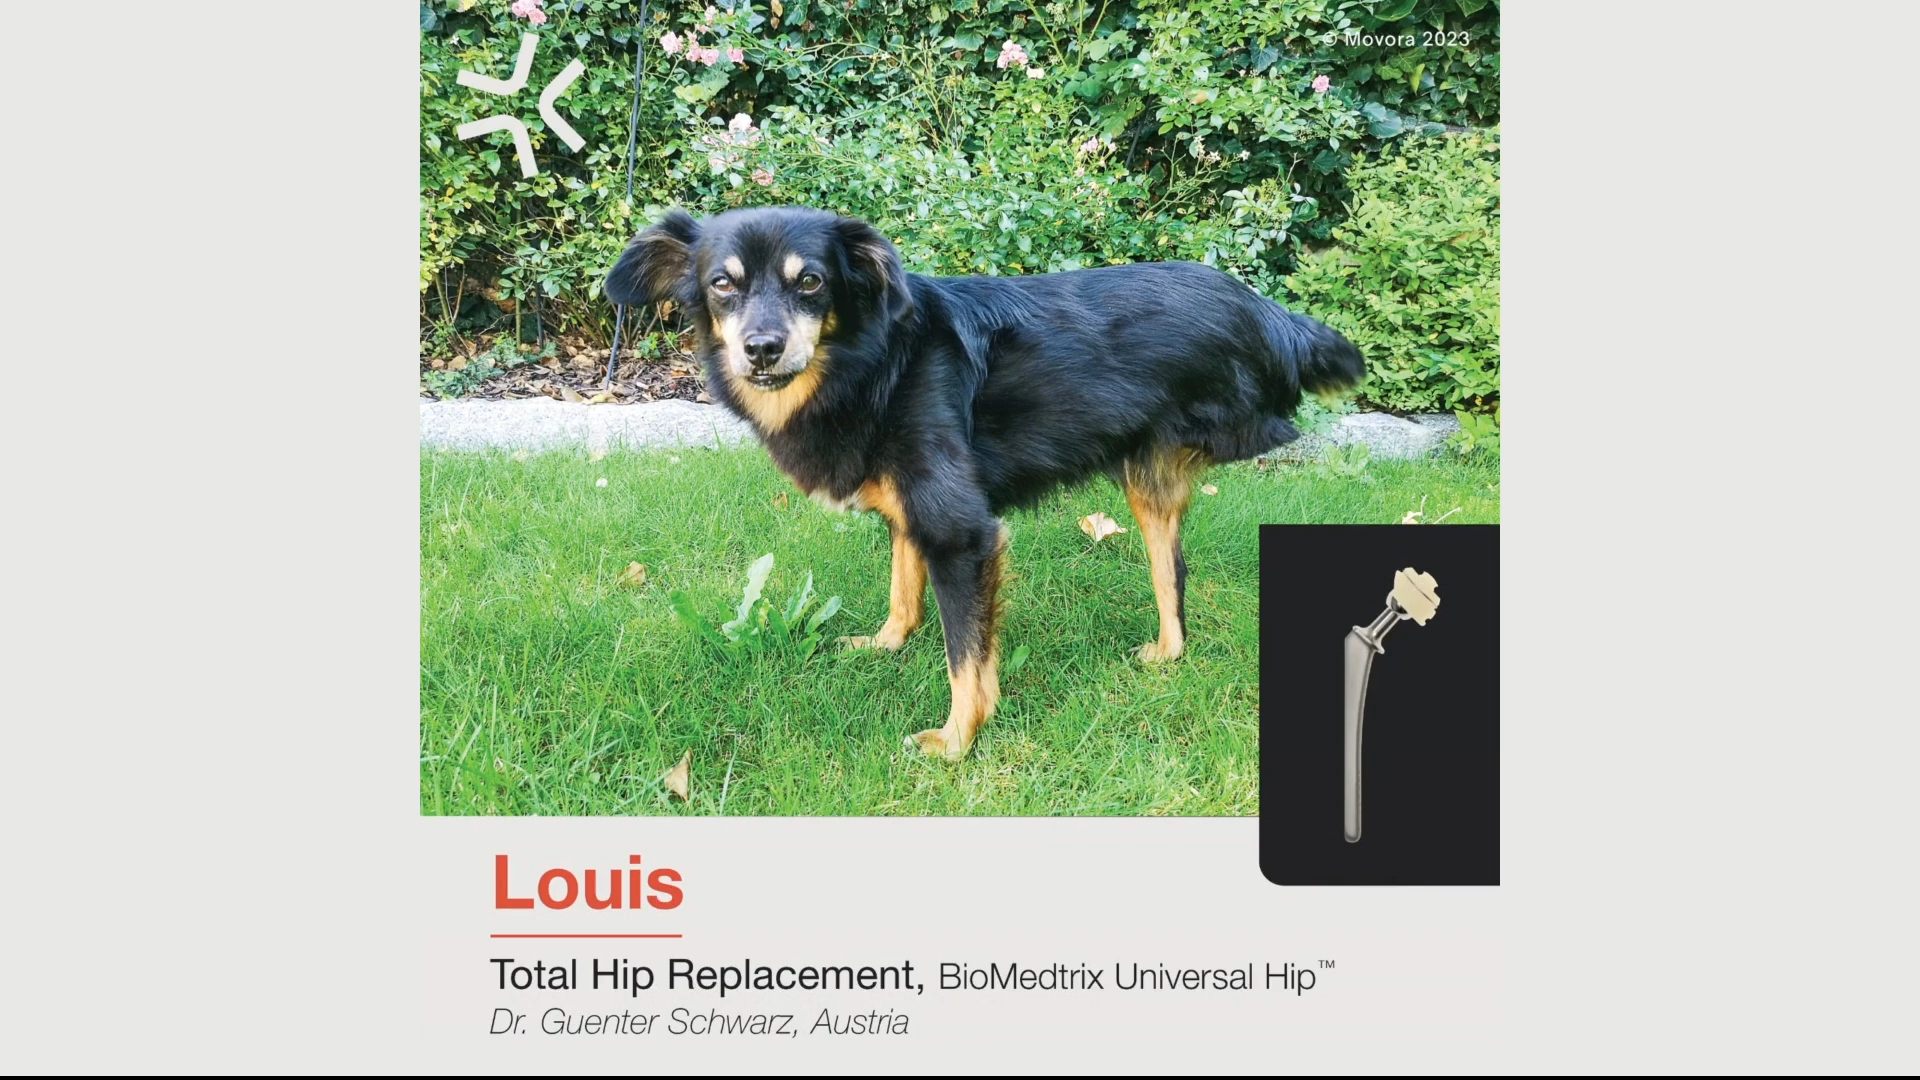 © Movora 2023
Louis
Total Hip Replacement, BioMedtrix Universal Hip™
Dr. Guenter Schwarz, Austria